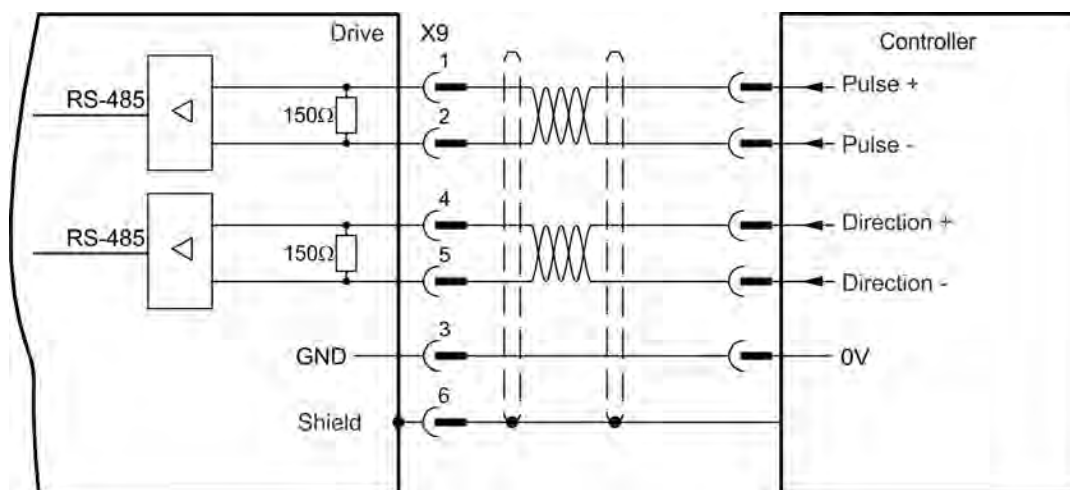 Drive X9
Controller
1
RS-485
150Ω
Pulse +
2
Pulse -
4
RS-485
150Ω
Direction +
5
Direction -
3
GND
0V
6
Shield